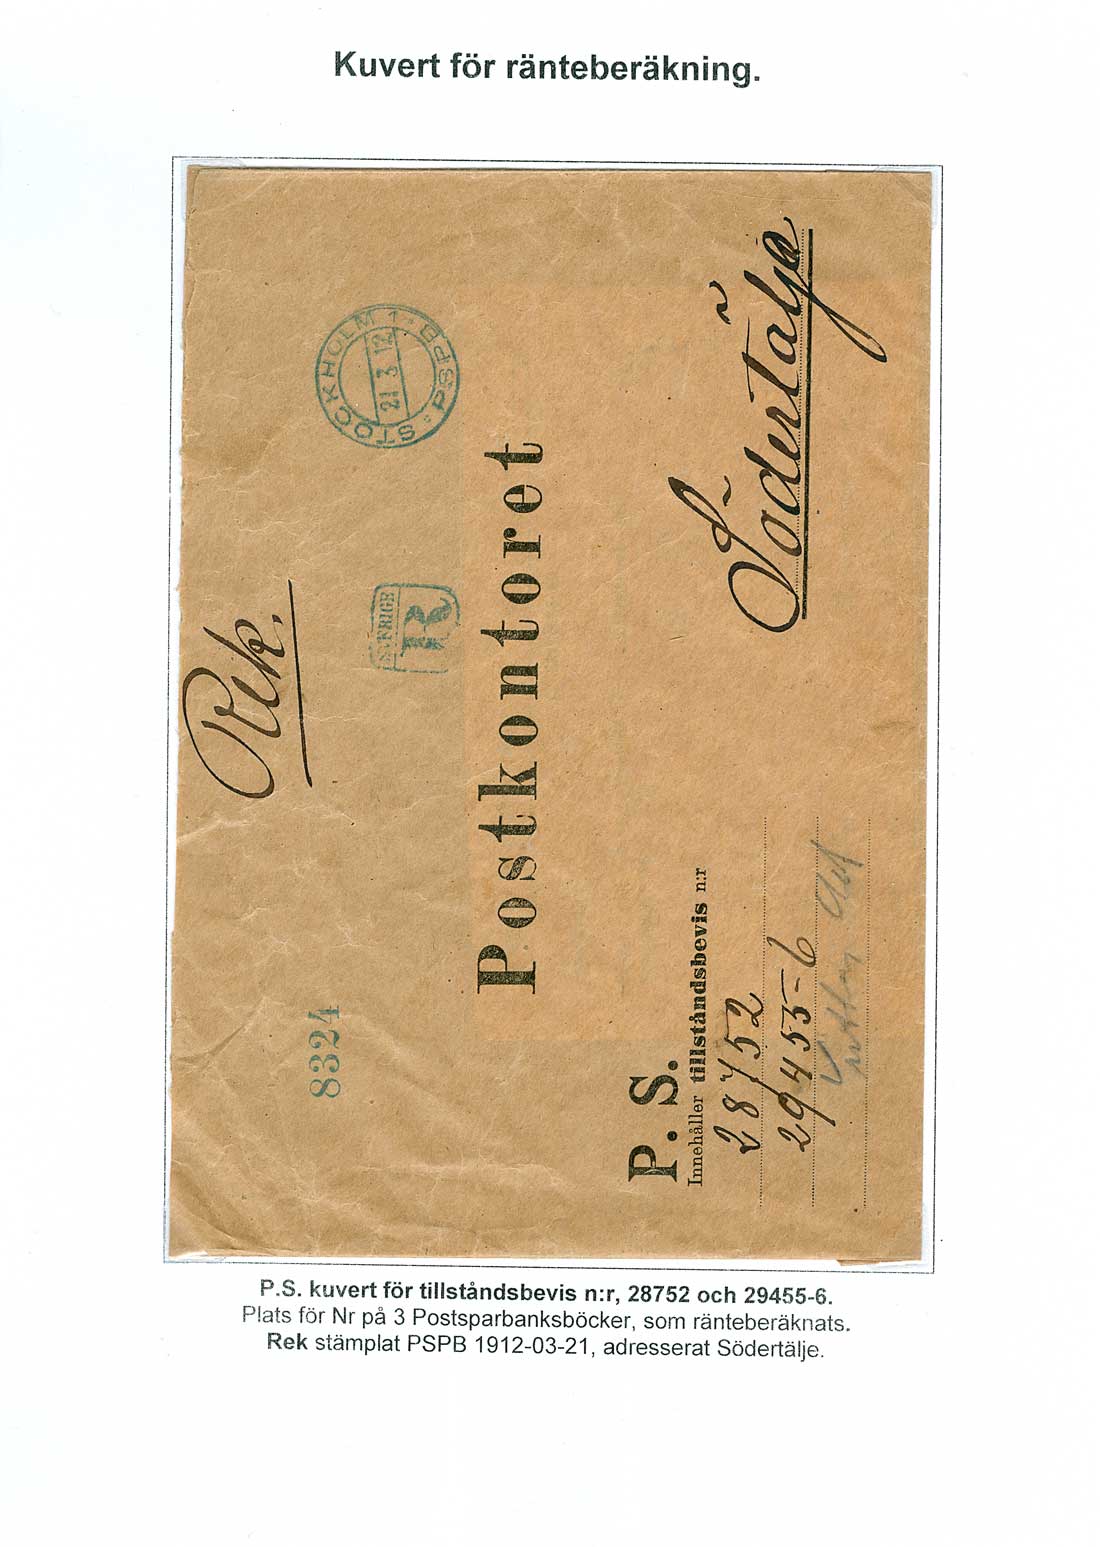 Kuvert för ränteberäkning.
Rek.
8324
SVERIGE
R
STOCKHOLM 1
21 3 12
PSPB
Postkontoret
P. S.
Innehåller tillståndsbevis n:r
28752
29455-6
Södertälje
P.S. kuvert för tillståndsbevis n:r, 28752 och 29455-6.
Plats för Nr på 3 Postsparbanksböcker, som ränteberäknats.
Rek stämplat PSPB 1912-03-21, adresserat Södertälje.